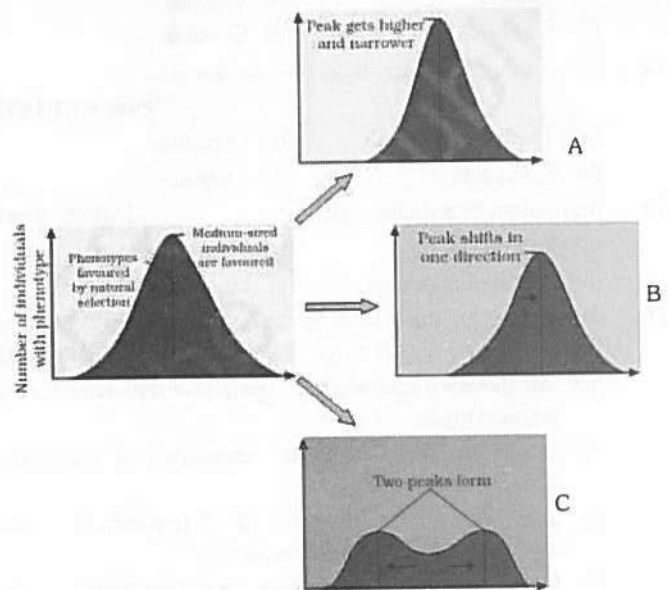 Peak gets higher
and narrower
A
Number of individuals
with phenotype
Phenotypes
favoured
by natural
selection
Medium-sized
individuals
are favoured
Peak shifts in
one direction
B
Two peaks form
C